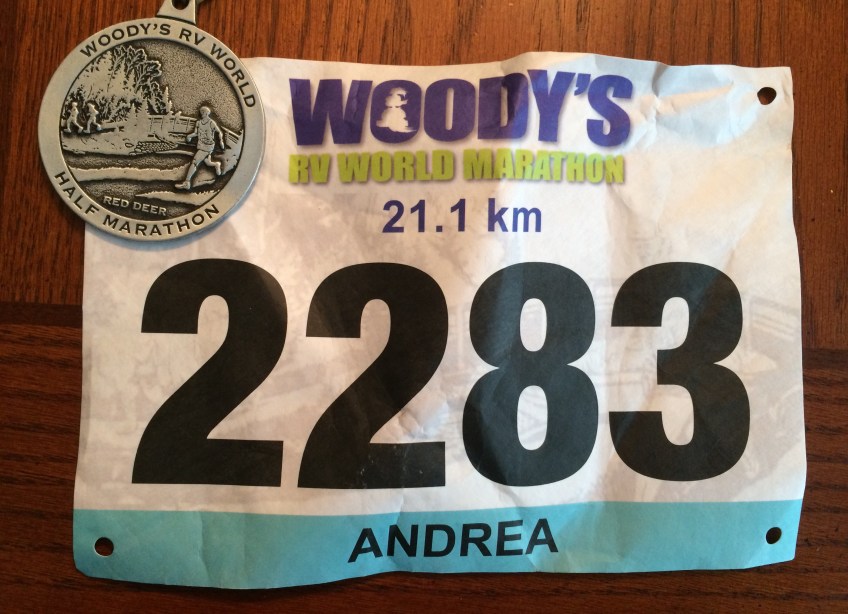 WOODY'S RV WORLD
RED DEER
HALF MARATHON
WOODY'S
RV WORLD MARATHON
21.1 km
2283
ANDREA